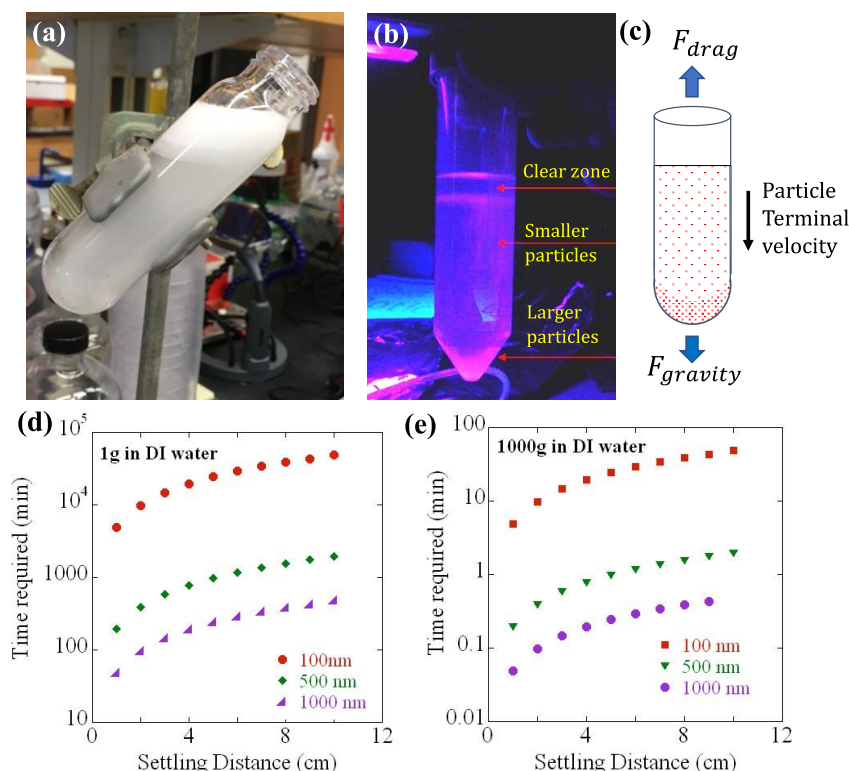 (a)
(b)
Clear zone
Smaller
particles
Larger
particles
(c)
F_drag
Particle
Terminal
velocity
F_gravity
(d)
10^5
10^4
1000
100
10
Time required (min)
1g in DI water
100nm
500 nm
1000 nm
0
4
8
12
Settling Distance (cm)
(e)
100
10
1
0.1
0.01
Time required (min)
1000g in DI water
100 nm
500 nm
1000 nm
0
4
8
12
Settling Distance (cm)